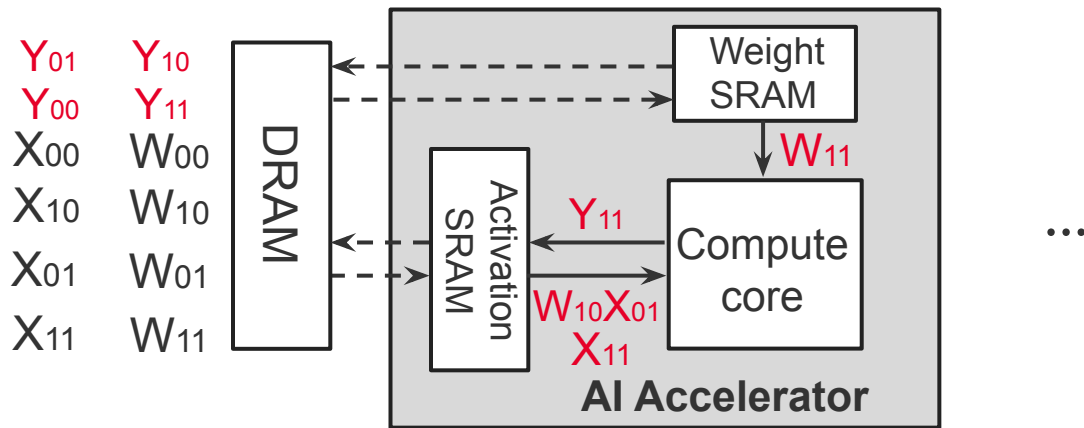 Y01 Y10
Y00 Y11
X00 W00
X10 W10
X01 W01
X11 W11
DRAM
Weight
SRAM
W11
Activation
SRAM
Y11
W10X01
X11
Compute
core
AI Accelerator
...